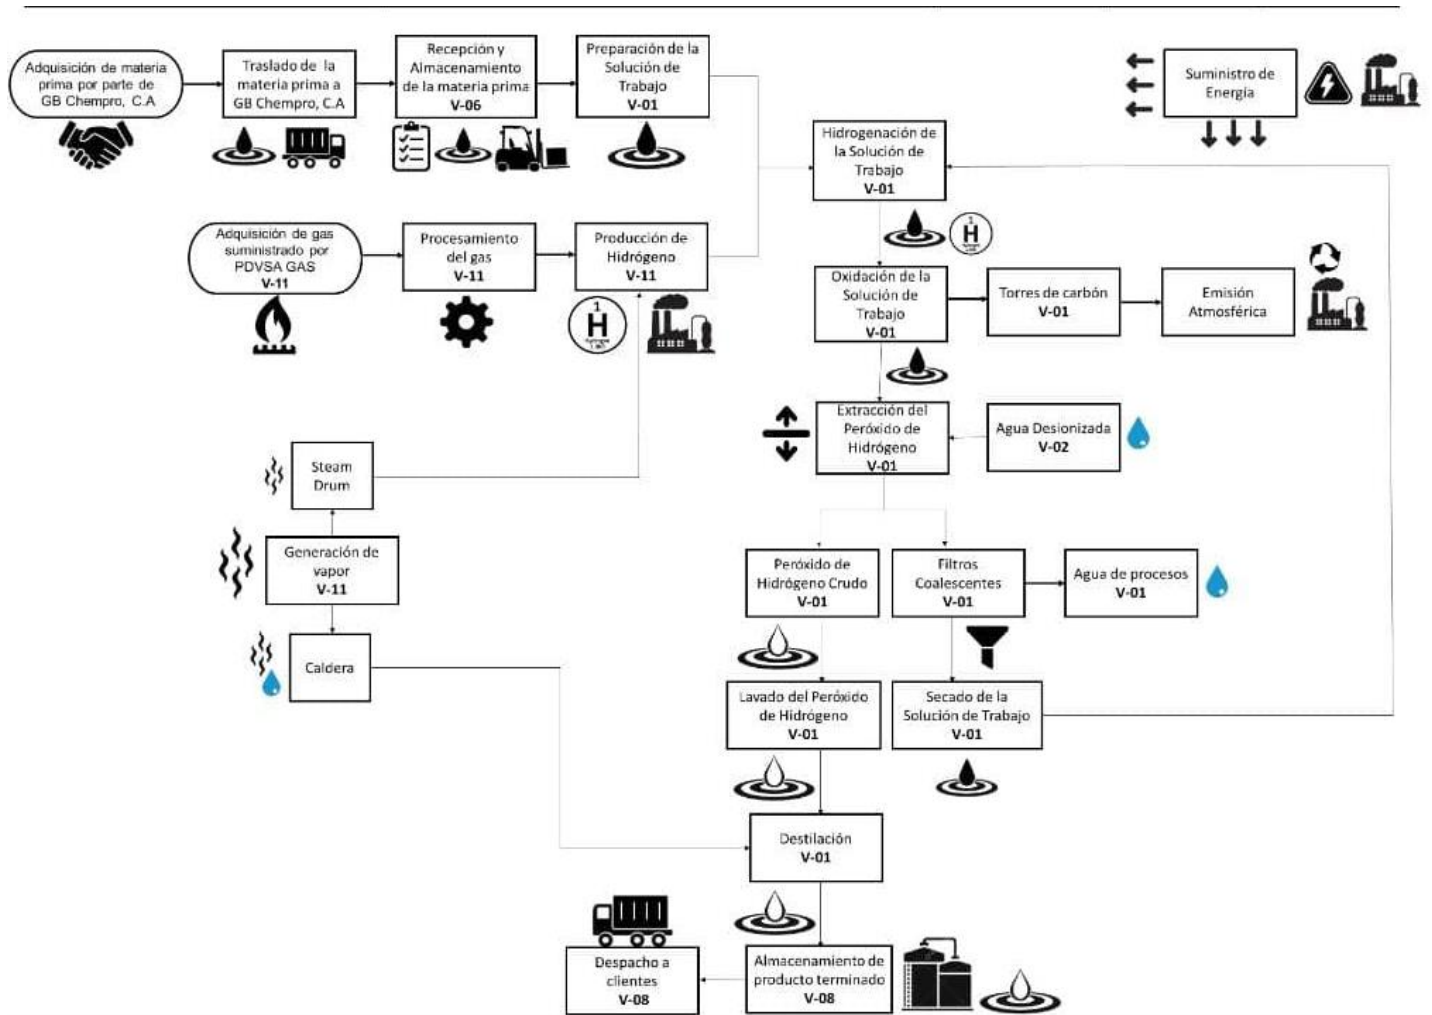 Adquisición de materia
prima por parte de
GB Chempro, C.A
Traslado de la
materia prima a
GB Chempro, C.A
Recepción y
Almacenamiento
de la materia prima
V-06
Preparación de la
Solución de
Trabajo
V-01
Suministro de
Energía
Hidrogenación de
la Solución de
Trabajo
V-01
Adquisición de gas
suministrado por
PDVSA GAS
V-11
Procesamiento
del gas
V-11
Producción de
Hidrógeno
V-11
1
H
1
H
Oxidación de la
Solución de
Trabajo
V-01
Torres de carbón
V-01
Emisión
Atmosférica
Extracción del
Peróxido de
Hidrógeno
V-01
Agua Desionizada
V-02
Steam
Drum
Generación de
vapor
V-11
Caldera
Peróxido de
Hidrógeno Crudo
V-01
Filtros
Coalescentes
V-01
Agua de procesos
V-01
Lavado del Peróxido
de Hidrógeno
V-01
Secado de la
Solución de Trabajo
V-01
Destilación
V-01
Despacho a
clientes
V-08
Almacenamiento de
producto terminado
V-08